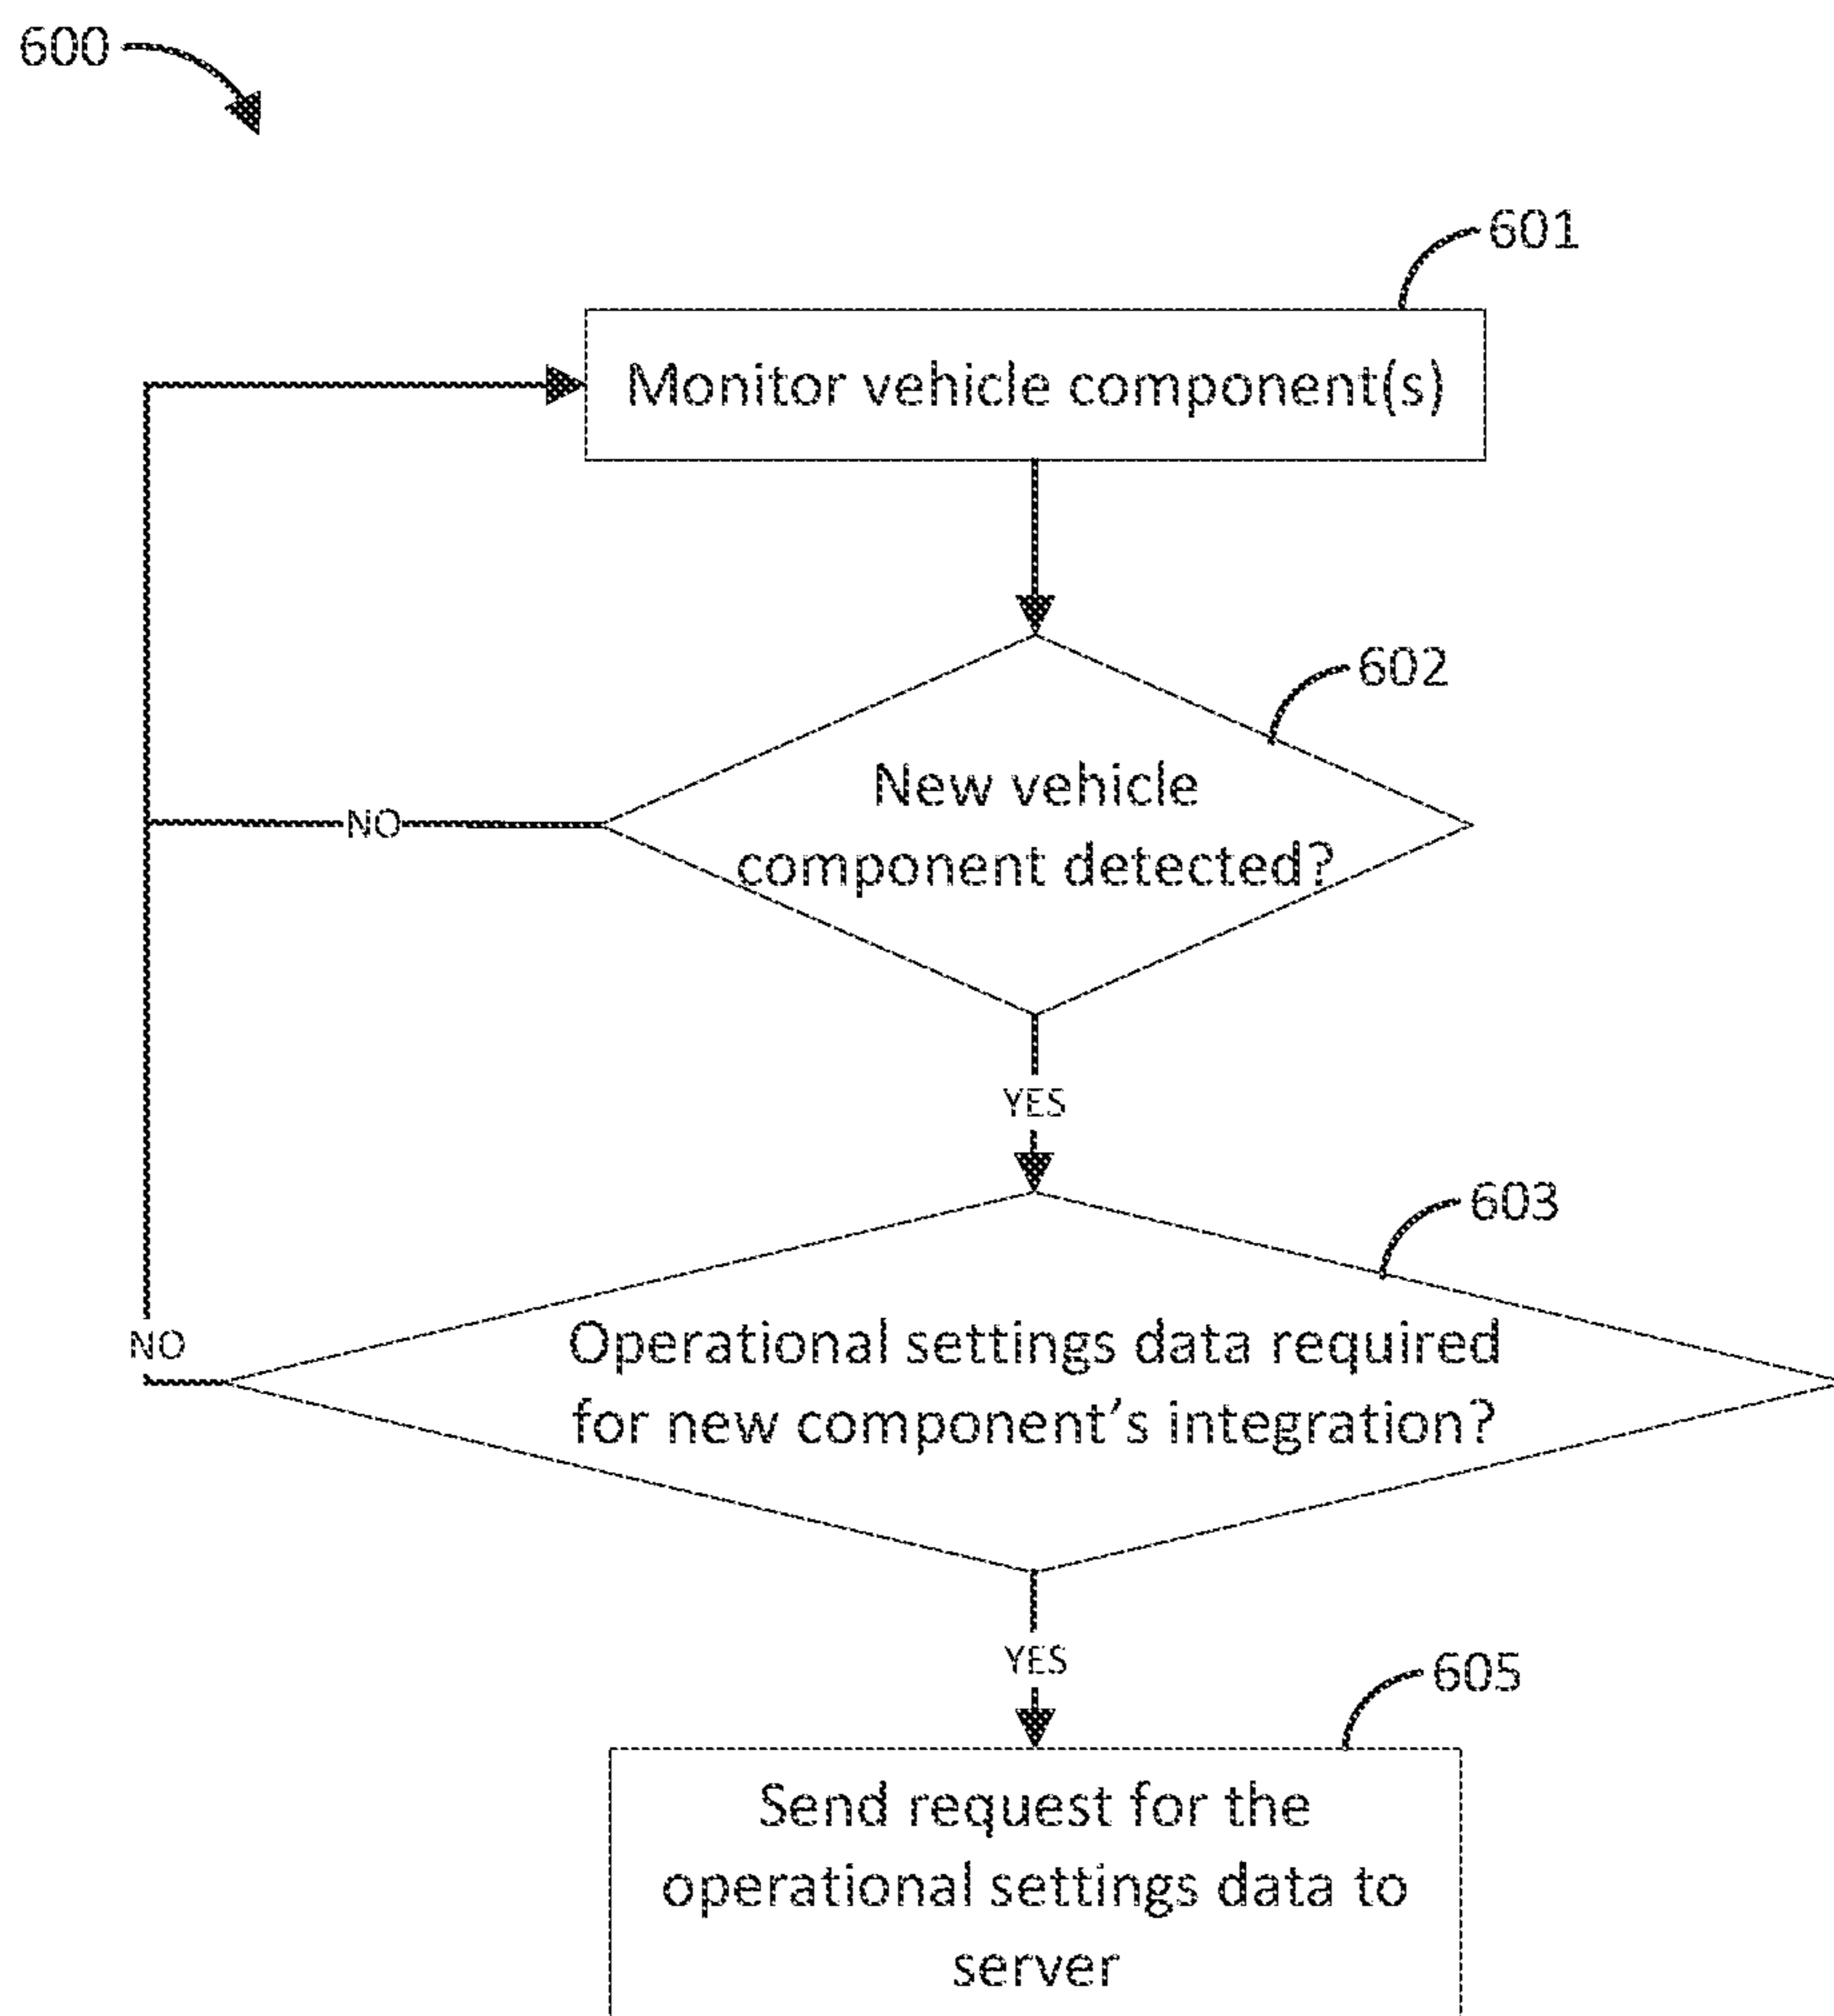 600
601
Monitor vehicle component(s)
602
New vehicle
component detected?
NO
YES
603
Operational settings data required
for new component's integration?
NO
YES
605
Send request for the
operational settings data to
server